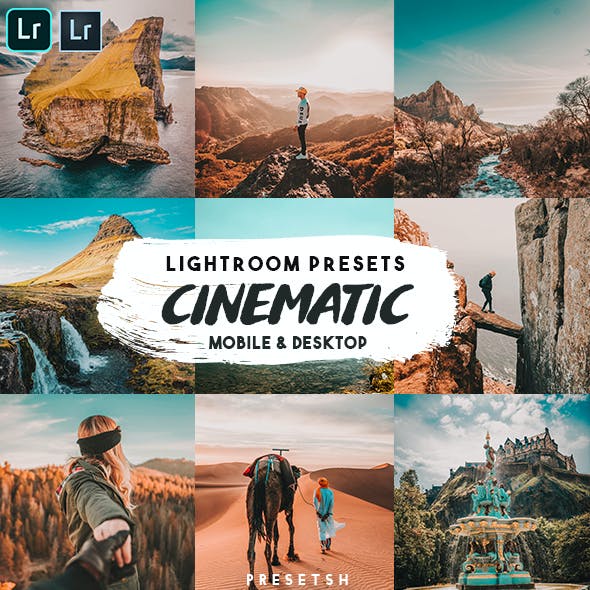 Lr Lr
LIGHTROOM PRESETS
CINEMATIC
MOBILE & DESKTOP
PRESETSH